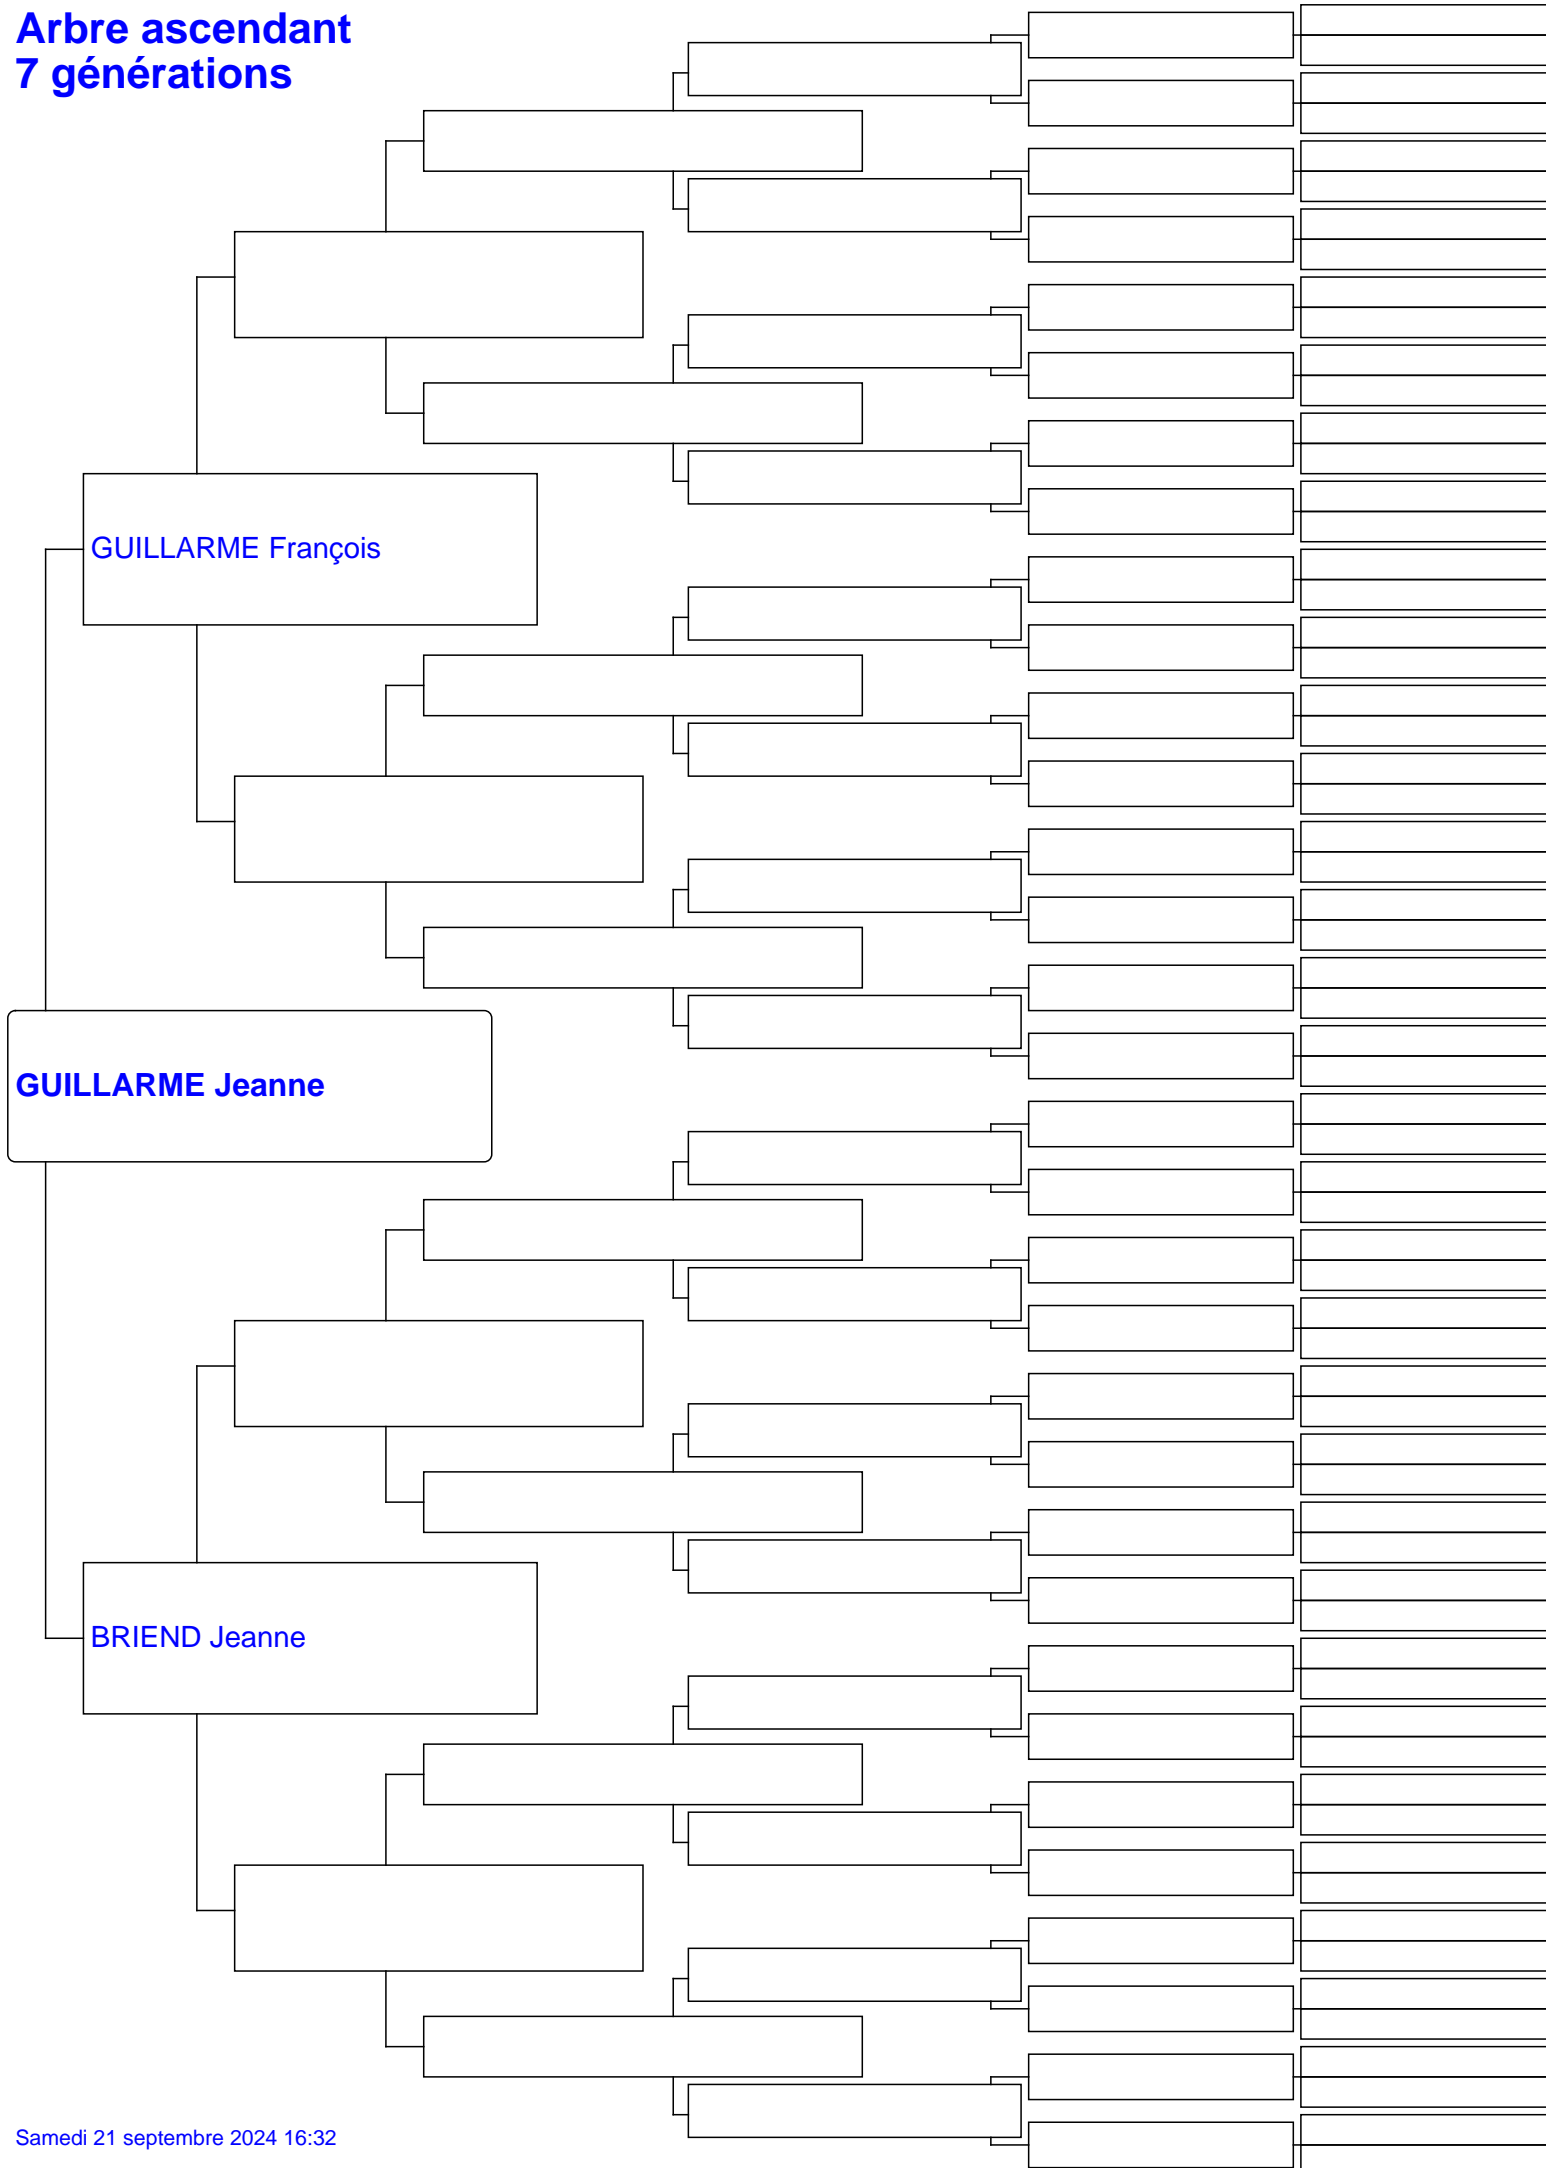 Arbre ascendant
7 générations
GUILLARME François
GUILLARME Jeanne
BRIEND Jeanne
Samedi 21 septembre 2024 16:32